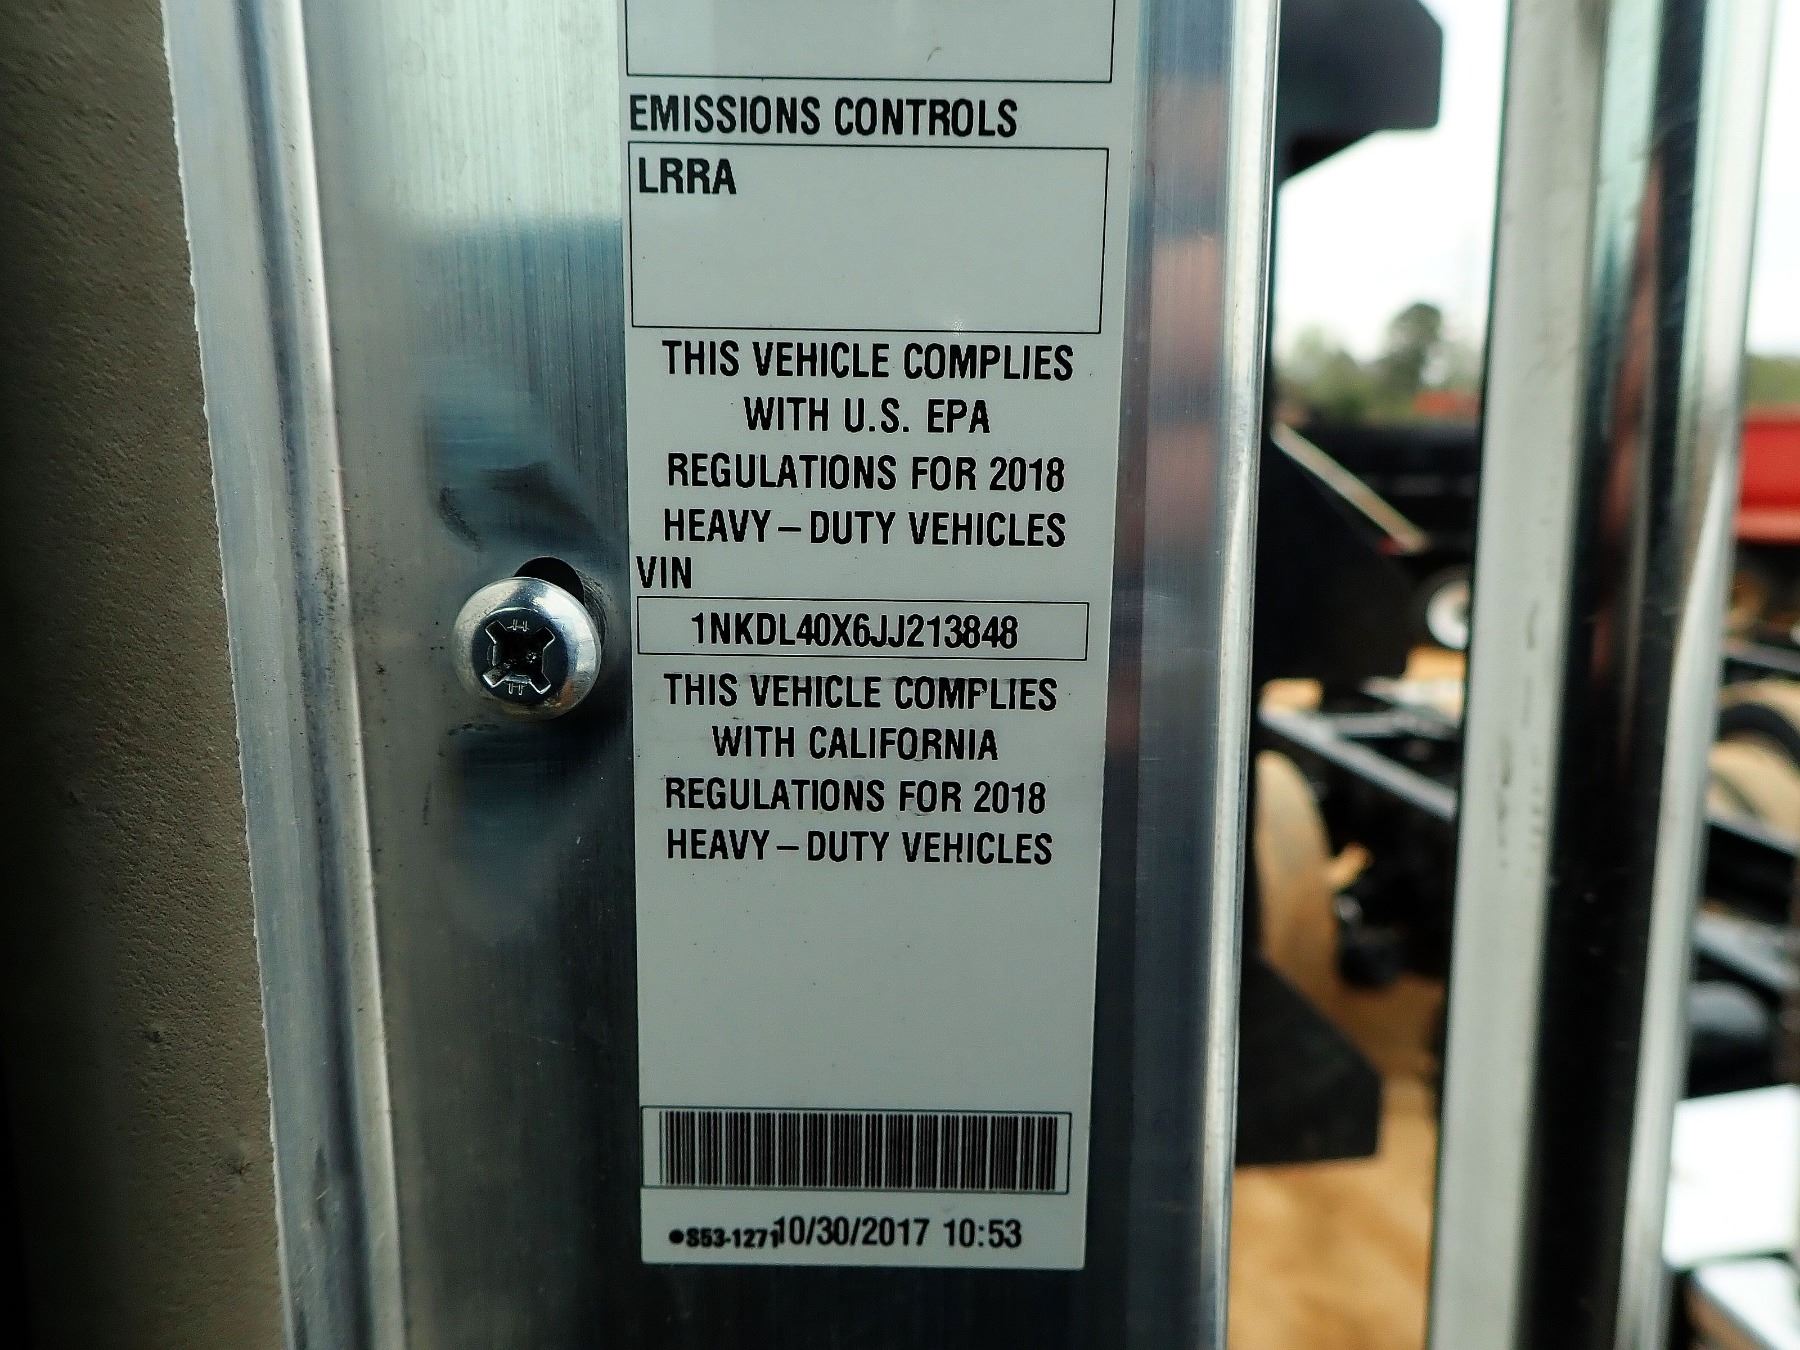 EMISSIONS CONTROLS
LRRA
THIS VEHICLE COMPLIES
WITH U.S. EPA
REGULATIONS FOR 2018
HEAVY-DUTY VEHICLES
VIN
1NKDL40X6JJ213848
THIS VEHICLE COMPLIES
WITH CALIFORNIA
REGULATIONS FOR 2018
HEAVY-DUTY VEHICLES
●S53-1271 10/30/2017 10:53